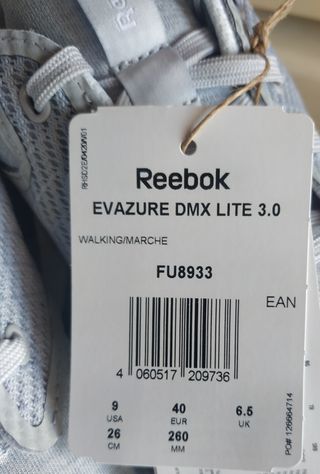 Reebok
EVAZURE DMX LITE 3.0
WALKING/MARCHE
FU8933
EAN
4 060517 209736
9 40 6.5
USA EUR UK
26 260
CM MM
PO# 126664714